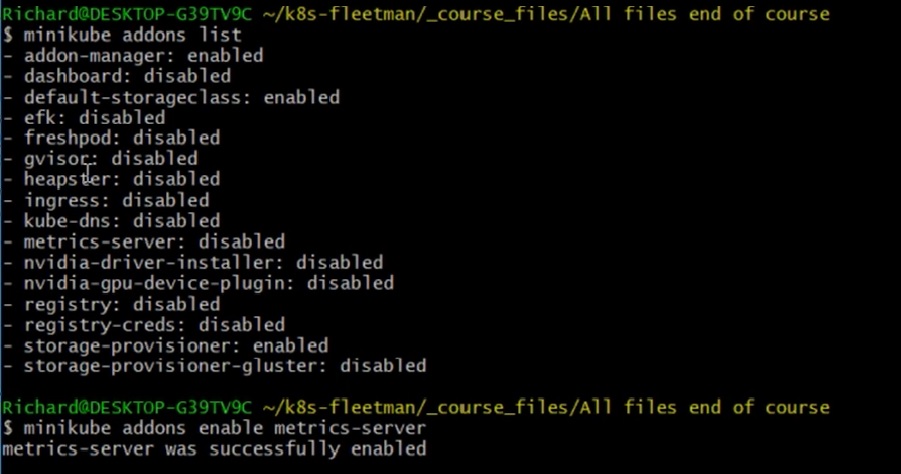 Richard@DESKTOP-G39TV9C ~/k8s-fleetman/_course_files/All files end of course
$ minikube addons list
- addon-manager: enabled
- dashboard: disabled
- default-storageclass: enabled
- efk: disabled
- freshpod: disabled
- gvisor: disabled
- heapster: disabled
- ingress: disabled
- kube-dns: disabled
- metrics-server: disabled
- nvidia-driver-installer: disabled
- nvidia-gpu-device-plugin: disabled
- registry: disabled
- registry-creds: disabled
- storage-provisioner: enabled
- storage-provisioner-gluster: disabled
Richard@DESKTOP-G39TV9C ~/k8s-fleetman/_course_files/All files end of course
$ minikube addons enable metrics-server
metrics-server was successfully enabled